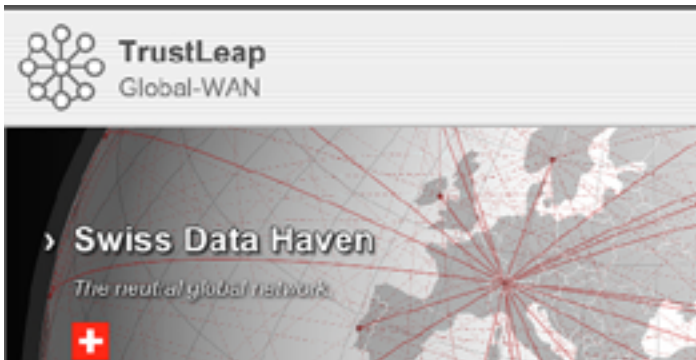 TrustLeap
Global-WAN
› Swiss Data Haven
The neutral global network